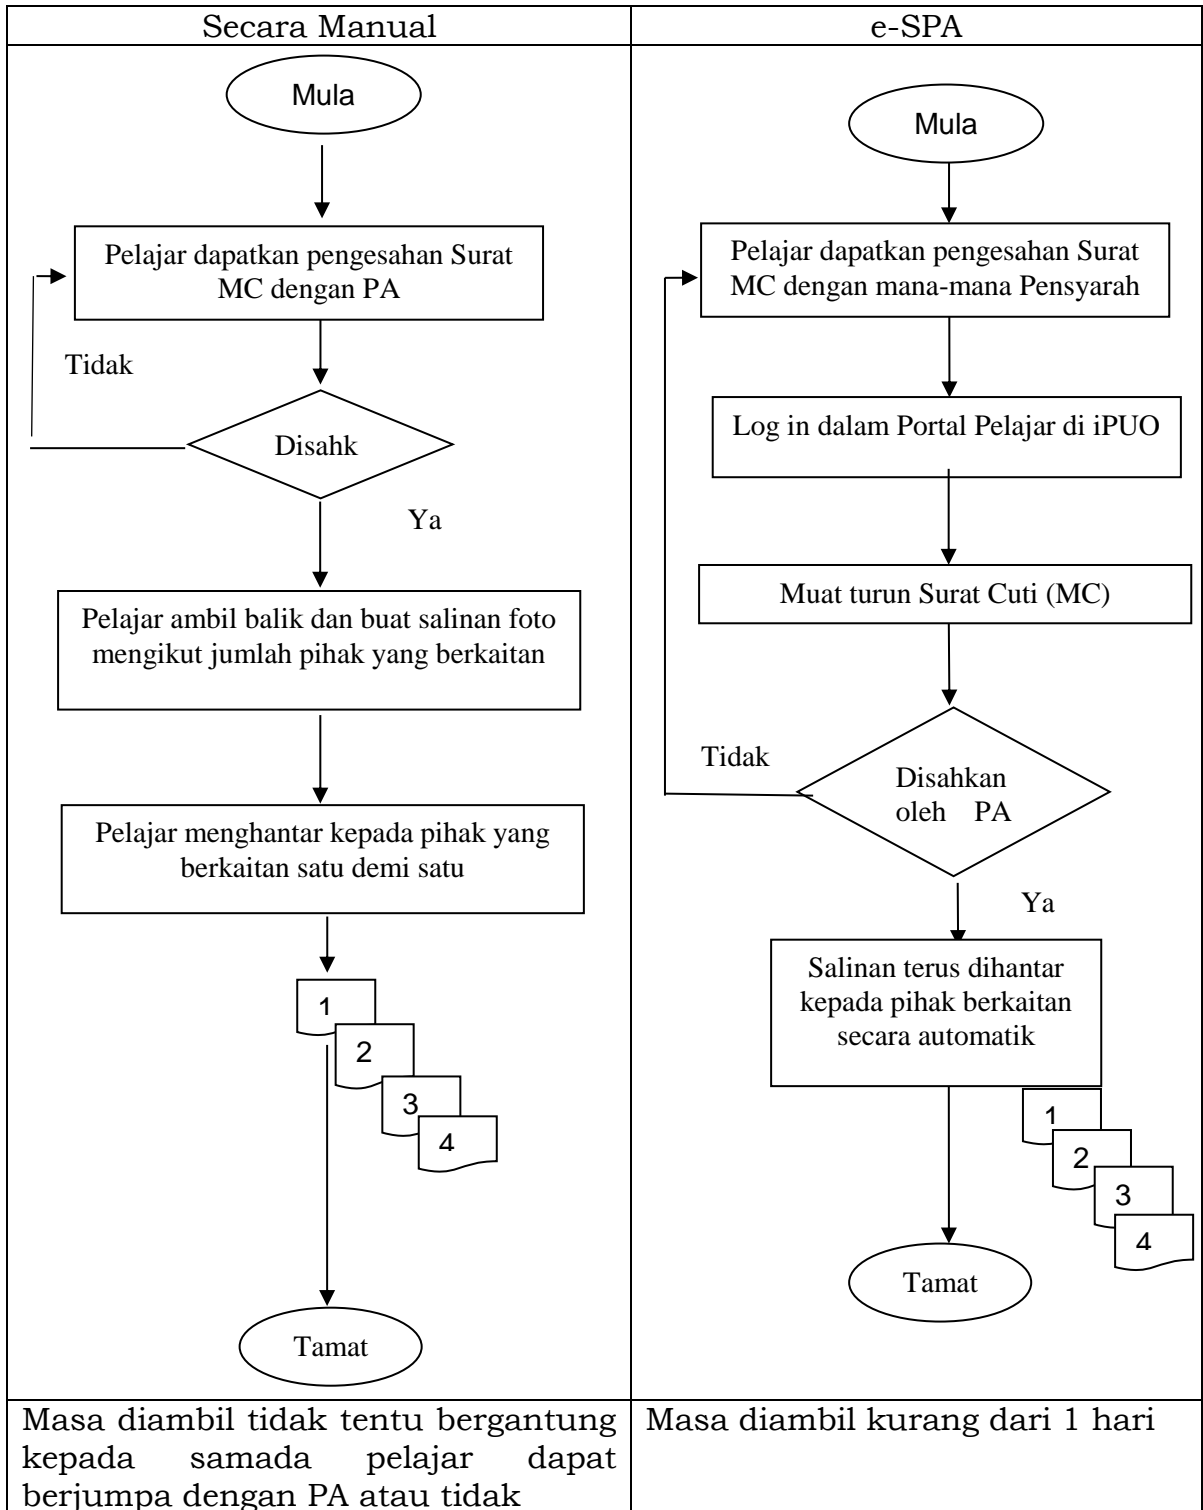 Secara Manual
Mula
Pelajar dapatkan pengesahan Surat
MC dengan PA
Tidak
Disahk
Ya
Pelajar ambil balik dan buat salinan foto
mengikut jumlah pihak yang berkaitan
Pelajar menghantar kepada pihak yang
berkaitan satu demi satu
1
2
3
4
Tamat
Masa diambil tidak tentu bergantung
kepada samada pelajar dapat
berjumpa dengan PA atau tidak
e-SPA
Mula
Pelajar dapatkan pengesahan Surat
MC dengan mana-mana Pensyarah
Log in dalam Portal Pelajar di iPUO
Muat turun Surat Cuti (MC)
Tidak
Disahkan
oleh PA
Ya
Salinan terus dihantar
kepada pihak berkaitan
secara automatik
1
2
3
4
Tamat
Masa diambil kurang dari 1 hari